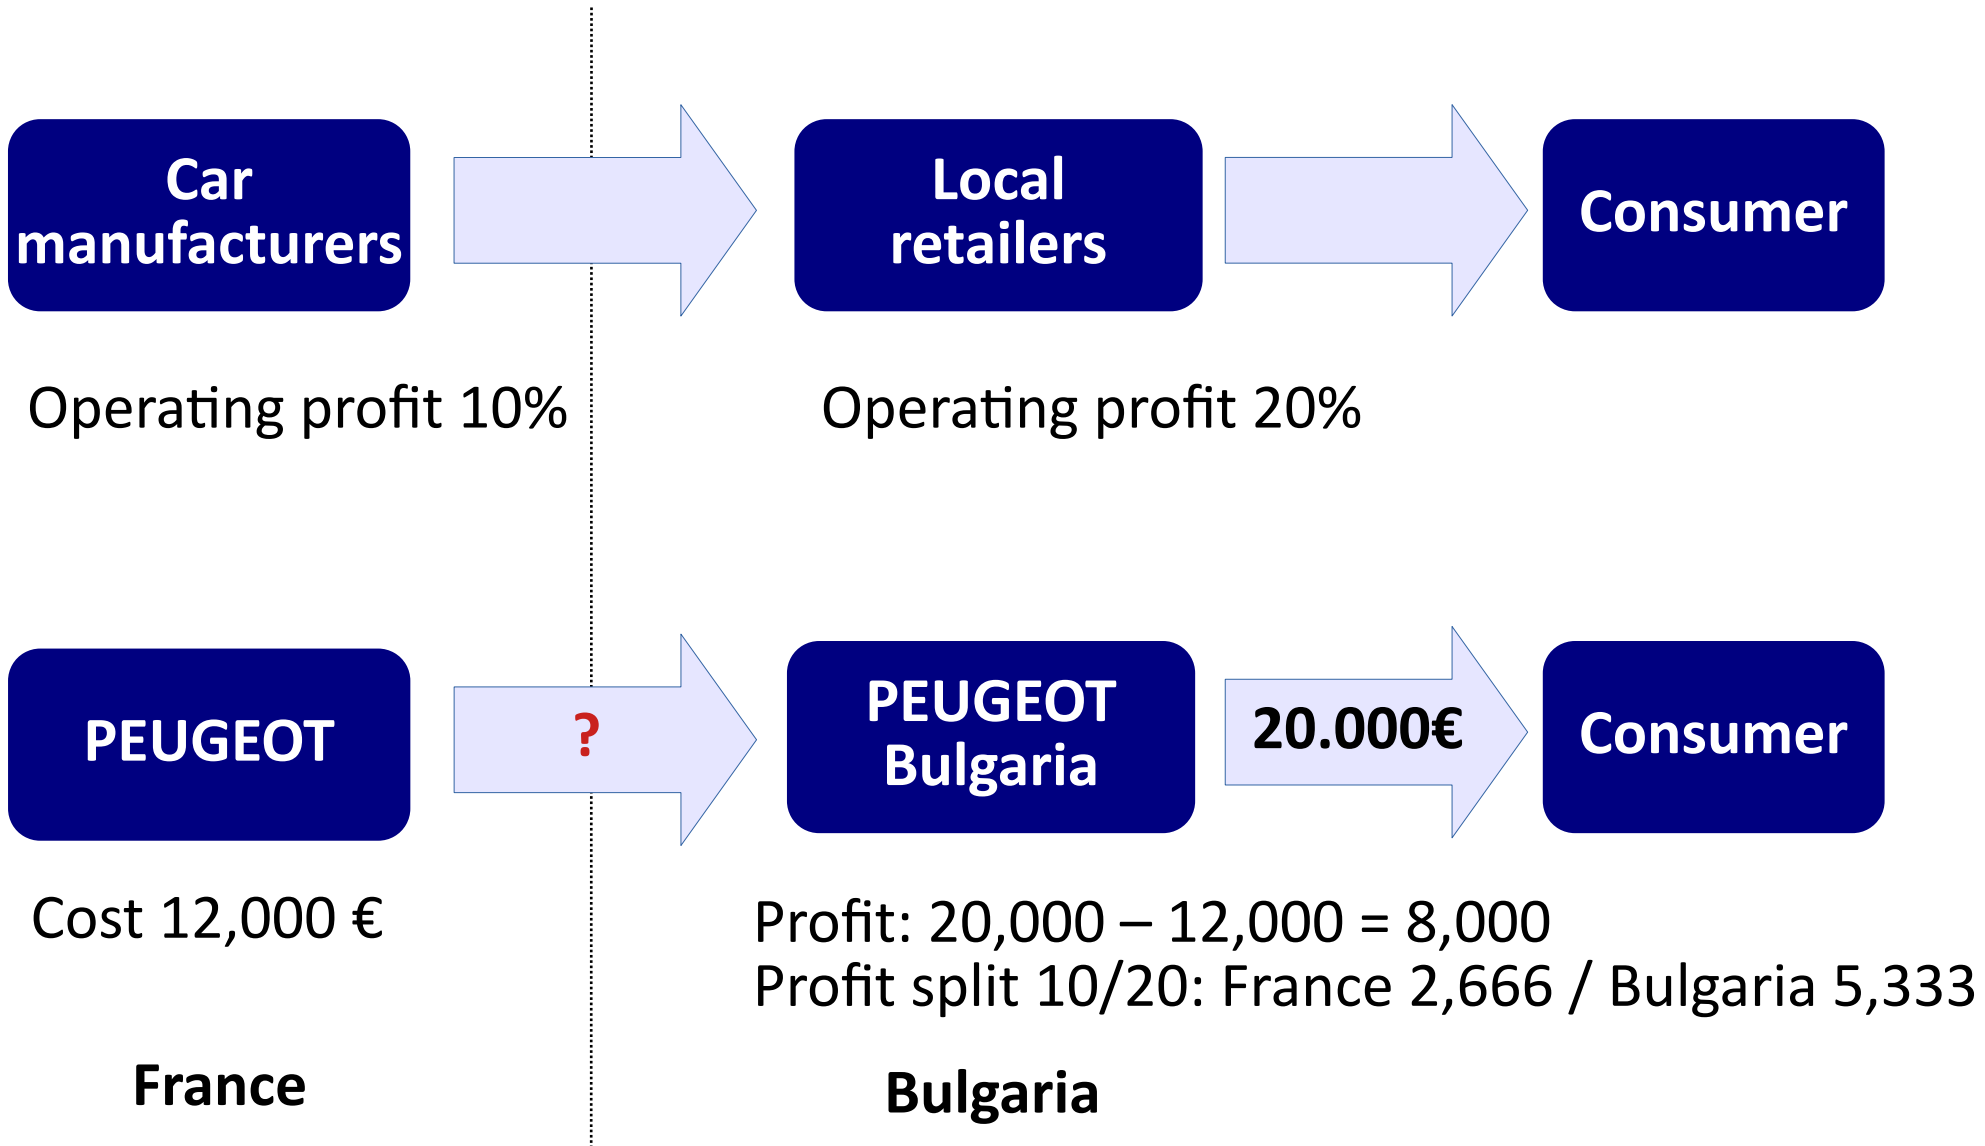 Car
manufacturers
Local
retailers
Consumer
Operating profit 10%
Operating profit 20%
PEUGEOT
?
PEUGEOT
Bulgaria
20.000€
Consumer
Cost 12,000 €
Profit: 20,000 – 12,000 = 8,000
Profit split 10/20: France 2,666 / Bulgaria 5,333
France
Bulgaria